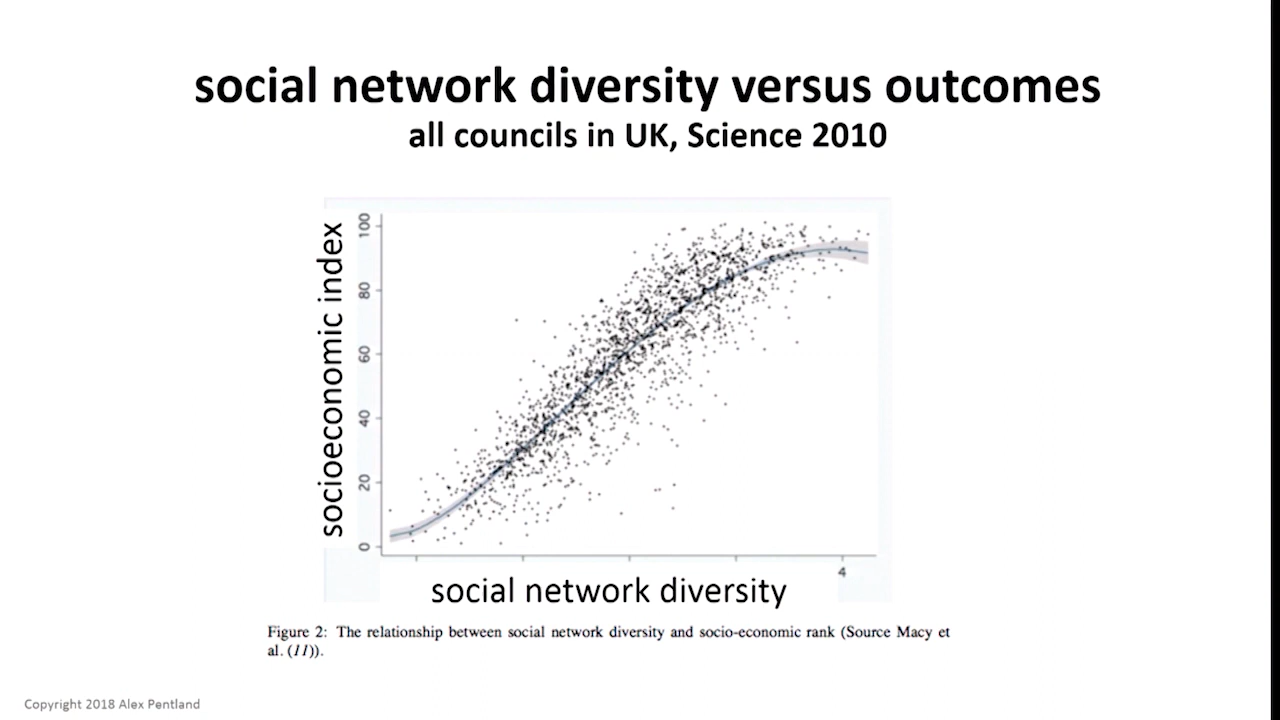 social network diversity versus outcomes
all councils in UK, Science 2010
socioeconomic index
100
80
60
40
20
0
4
social network diversity
Figure 2: The relationship between social network diversity and socio-economic rank (Source Macy et
al. (11)).
Copyright 2018 Alex Pentland